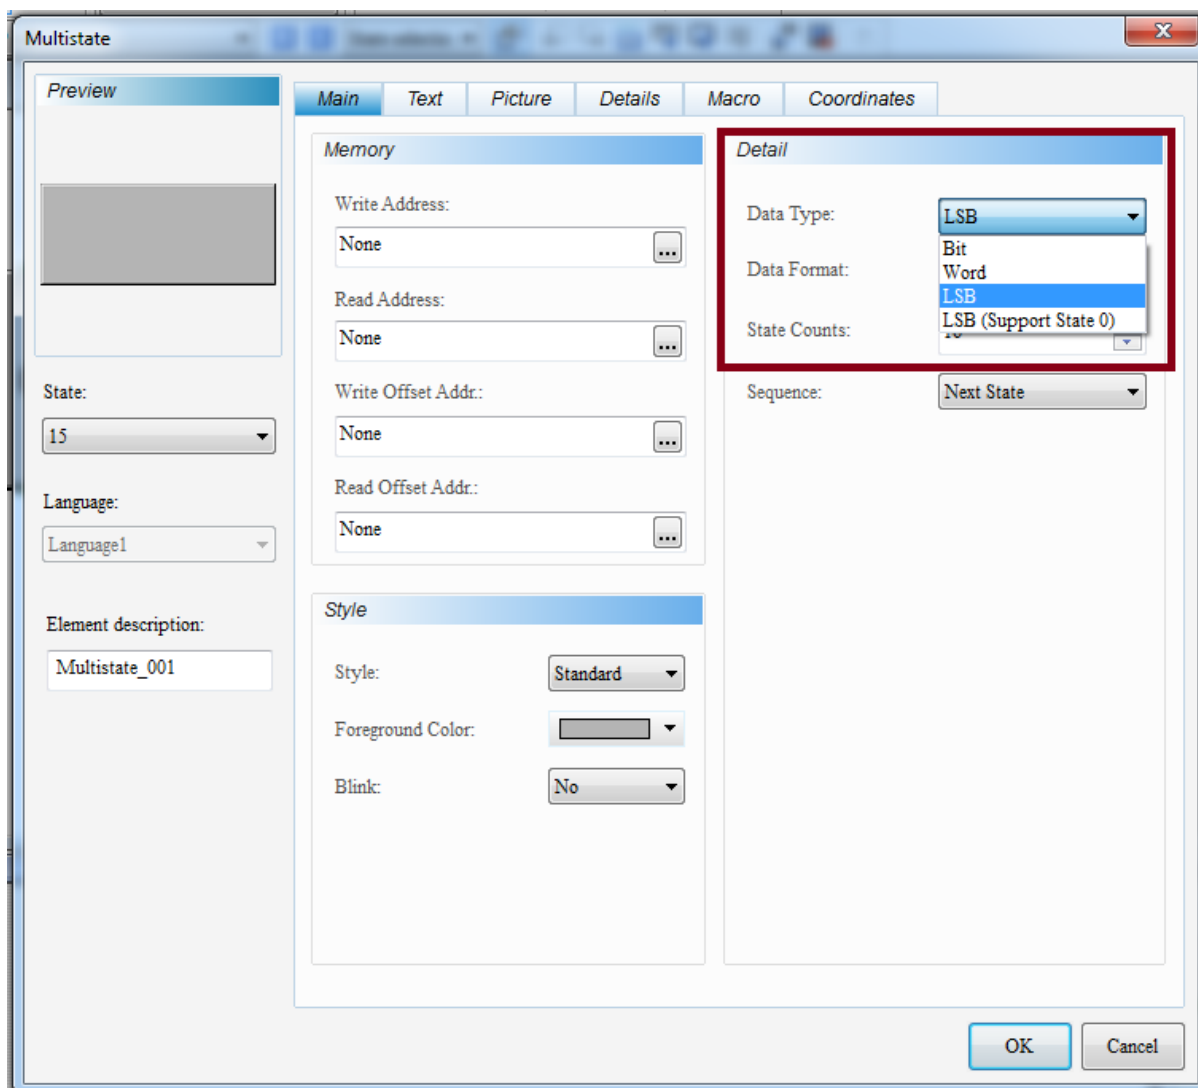 Multistate
Preview
Main
Text
Picture
Details
Macro
Coordinates
State:
15
Language:
Language1
Element description:
Multistate_001
Memory
Write Address:
None
...
Read Address:
None
...
Write Offset Addr.:
None
...
Read Offset Addr.:
None
...
Style
Style:
Standard
Foreground Color:
Blink:
No
Detail
Data Type:
LSB
Bit
Word
LSB
LSB (Support State 0)
Data Format:
State Counts:
Sequence:
Next State
OK
Cancel